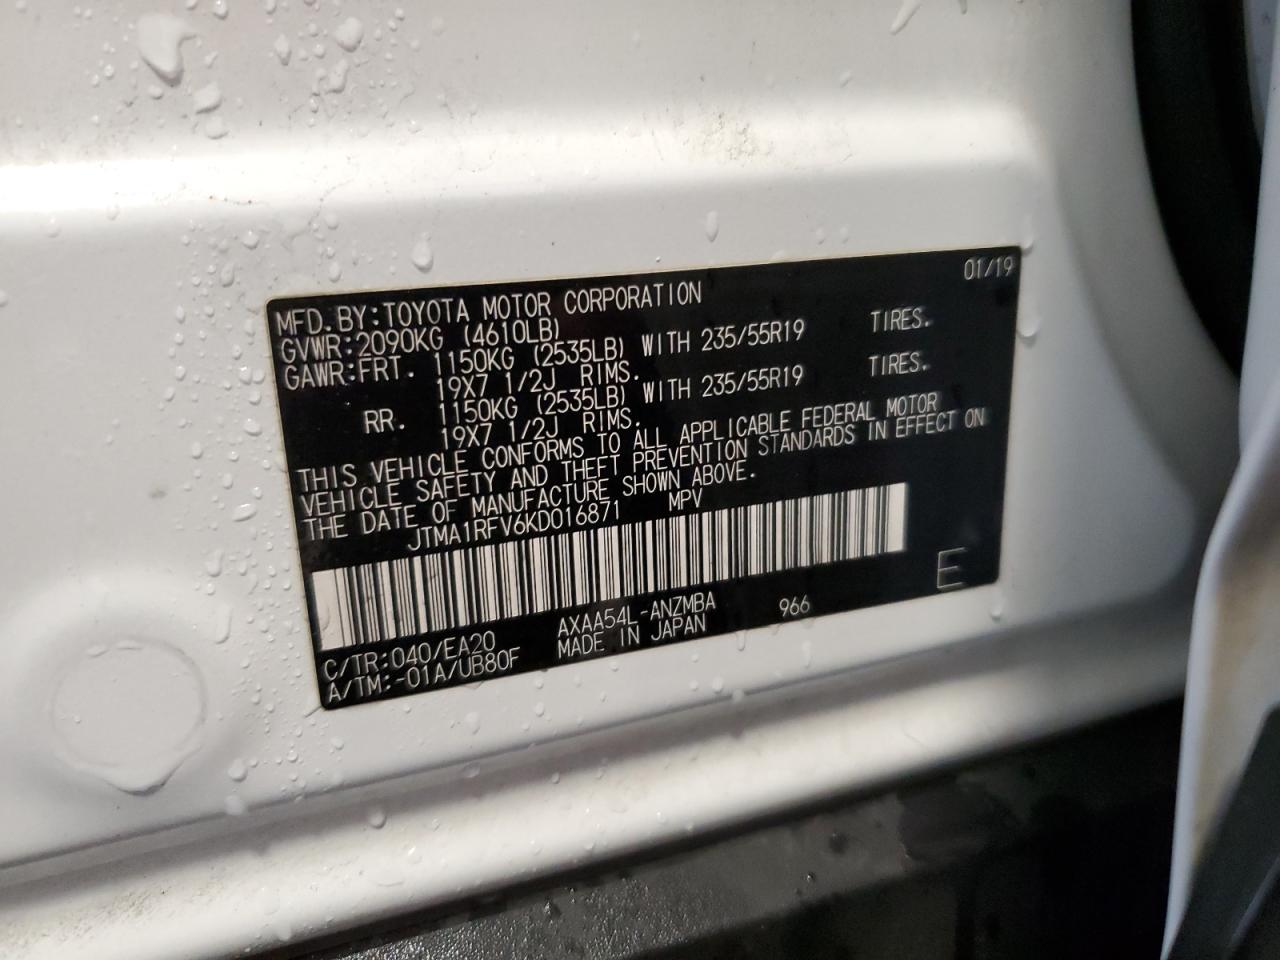 01/19
MFD.BY:TOYOTA MOTOR CORPORATION
GVWR:2090KG (4610LB)
GAWR:FRT. 1150KG (2535LB) WITH 235/55R19 TIRES.
19X7 1/2J RIMS.
RR. 1150KG (2535LB) WITH 235/55R19 TIRES.
19X7 1/2J RIMS.
THIS VEHICLE CONFORMS TO ALL APPLICABLE FEDERAL MOTOR
VEHICLE SAFETY AND THEFT PREVENTION STANDARDS IN EFFECT ON
THE DATE OF MANUFACTURE SHOWN ABOVE.
JTMA1RFV6KD016871 MPV
E
C/TR:040/EA20 AXAA54L-ANZMBA 966
A/TM:-01A/UB80F MADE IN JAPAN